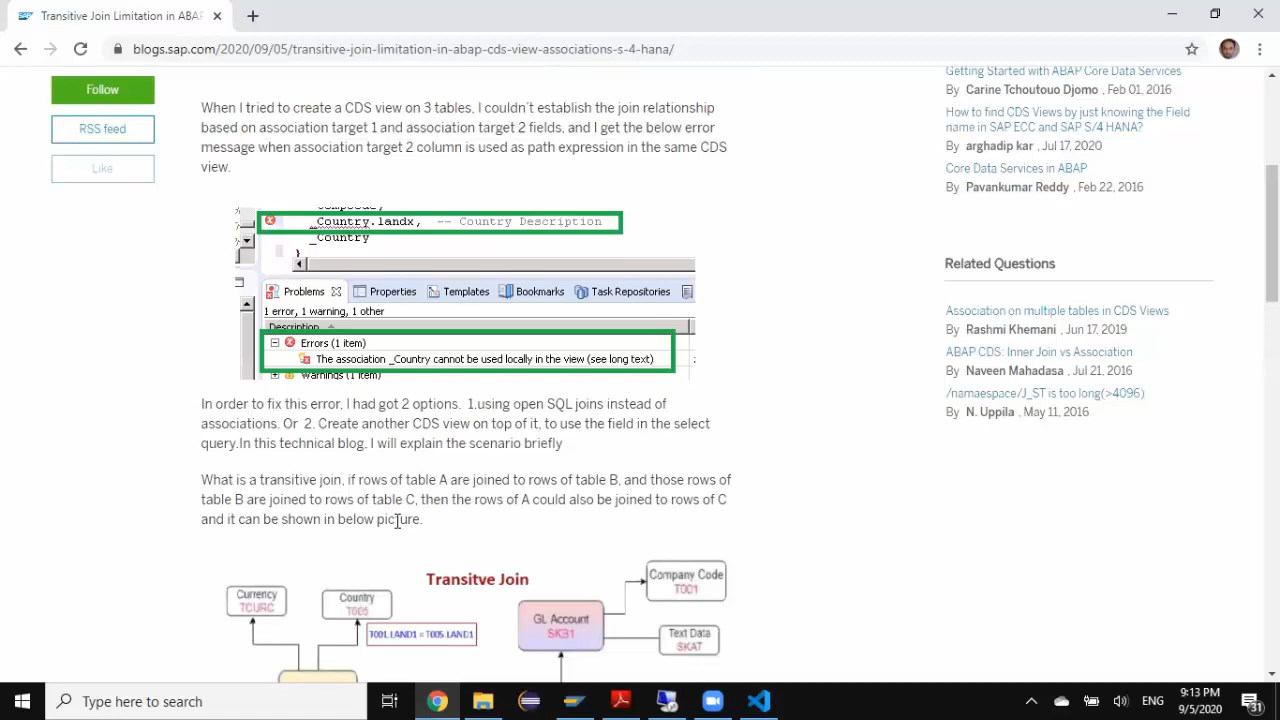 Transitive Join Limitation in ABAP
blogs.sap.com/2020/09/05/transitive-join-limitation-in-abap-cds-view-associations-s-4-hana/
Follow
RSS feed
Like
When I tried to create a CDS view on 3 tables, I couldn´t establish the join relationship
based on association target 1 and association target 2 fields, and I get the below error
message when association target 2 column is used as path expression in the same CDS
view.
_Country.landx, -- Country Description
_Country
}
Problems
Properties
Templates
Bookmarks
Task Repositories
1 error, 1 warning, 1 other
Description
Errors (1 item)
The association _Country cannot be used locally in the view (see long text)
Warnings (1 item)
In order to fix this error, I had got 2 options. 1.using open SQL joins instead of
associations. Or 2. Create another CDS view on top of it, to use the field in the select
query.In this technical blog, I will explain the scenario briefly
What is a transitive join, if rows of table A are joined to rows of table B, and those rows of
table B are joined to rows of table C, then the rows of A could also be joined to rows of C
and it can be shown in below picture.
Transitve Join
Currency
TCURC
Country
T005
T001.LAND1 = T005.LAND1
GL Account
SKB1
Company Code
T001
Text Data
SKAT
Getting Started with ABAP Core Data Services
By Carine Tchoutouo Djomo , Feb 01, 2016
How to find CDS Views by just knowing the Field
name in SAP ECC and SAP S/4 HANA?
By arghadip kar , Jul 17, 2020
Core Data Services in ABAP
By Pavankumar Reddy , Feb 22, 2016
Related Questions
Association on multiple tables in CDS Views
By Rashmi Khemani , Jun 17, 2019
ABAP CDS: Inner Join vs Association
By Naveen Mahadasa , Jul 21, 2016
/namaespace/J_ST is too long(>4096)
By N. Uppila , May 11, 2016
Type here to search
ENG
9:13 PM
9/5/2020
31